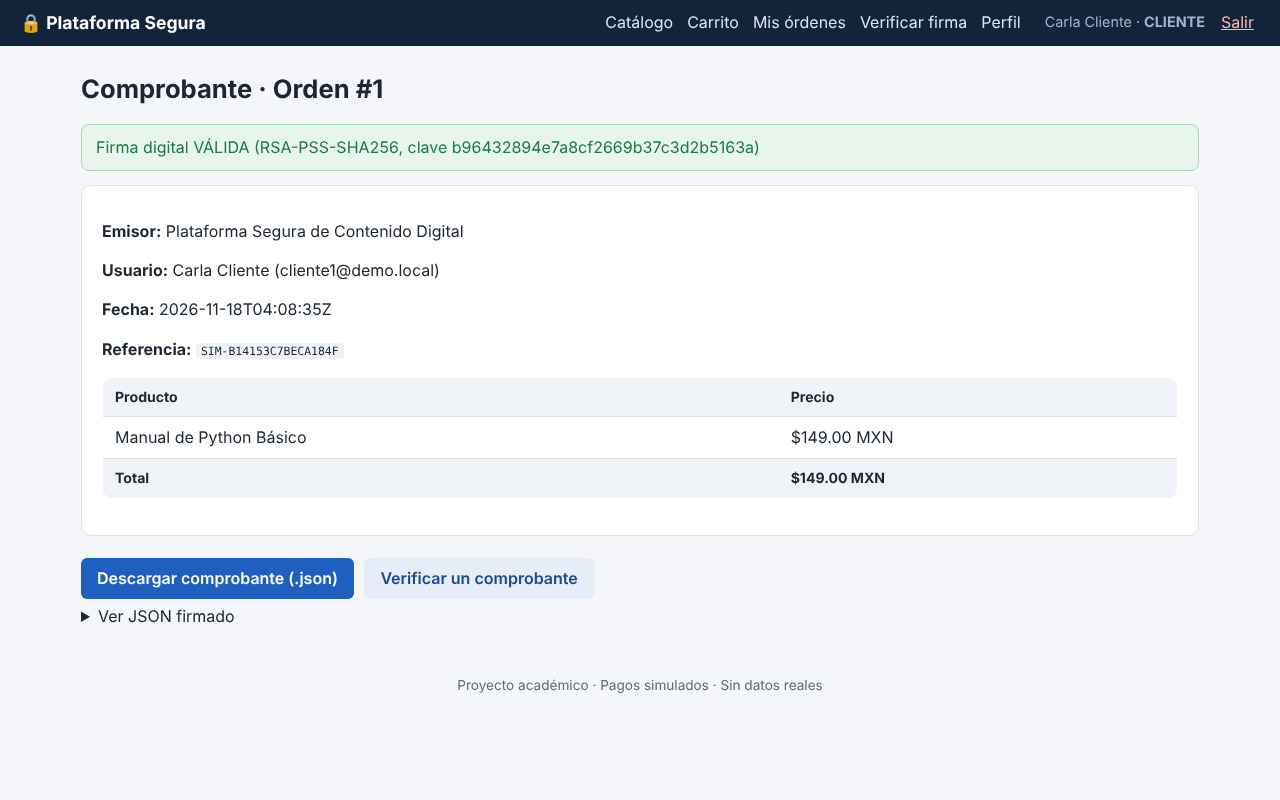 🔒 Plataforma Segura
Catálogo Carrito Mis órdenes Verificar firma Perfil Carla Cliente · CLIENTE Salir
Comprobante · Orden #1
Firma digital VÁLIDA (RSA-PSS-SHA256, clave b96432894e7a8cf2669b37c3d2b5163a)
Emisor: Plataforma Segura de Contenido Digital
Usuario: Carla Cliente (cliente1@demo.local)
Fecha: 2026-11-18T04:08:35Z
Referencia: SIM-B14153C7BECA184F
Producto Precio
Manual de Python Básico $149.00 MXN
Total $149.00 MXN
Descargar comprobante (.json) Verificar un comprobante
Ver JSON firmado
Proyecto académico · Pagos simulados · Sin datos reales